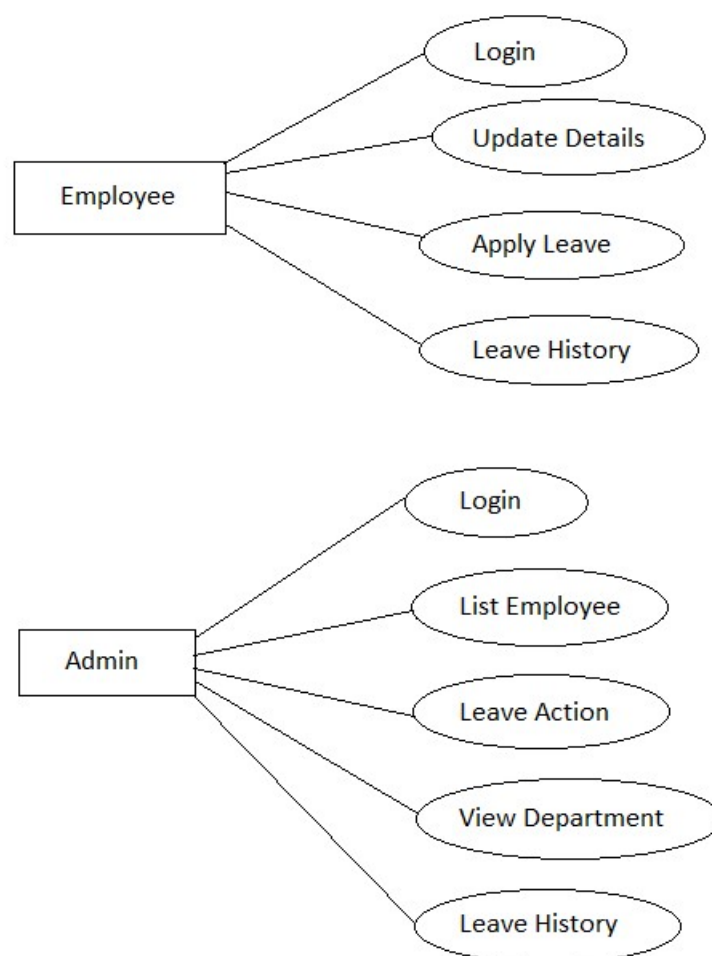 Login
Update Details
Employee
Apply Leave
Leave History
Login
List Employee
Admin
Leave Action
View Department
Leave History